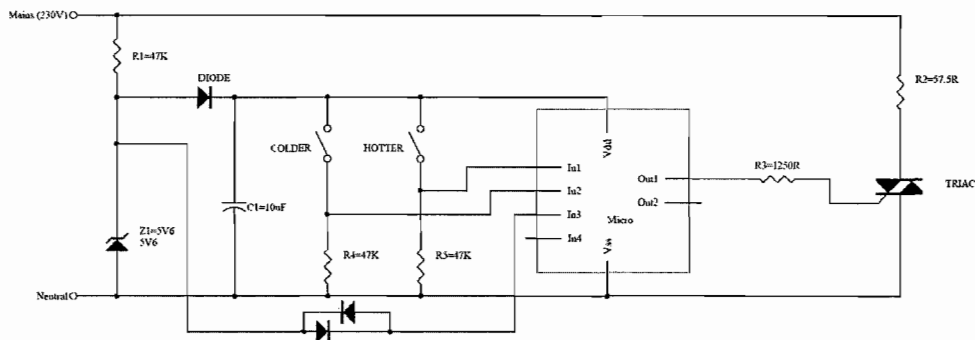 Mains (230V)
R1=47K
R2=57.5R
DIODE
COLDER
HOTTER
Vdd
In1
In2
In3
In4
Out1
Out2
Micro
Vss
R3=1250R
TRIAC
Z1=5V6
5V6
C1=10uF
R4=47K
R5=47K
Neutral